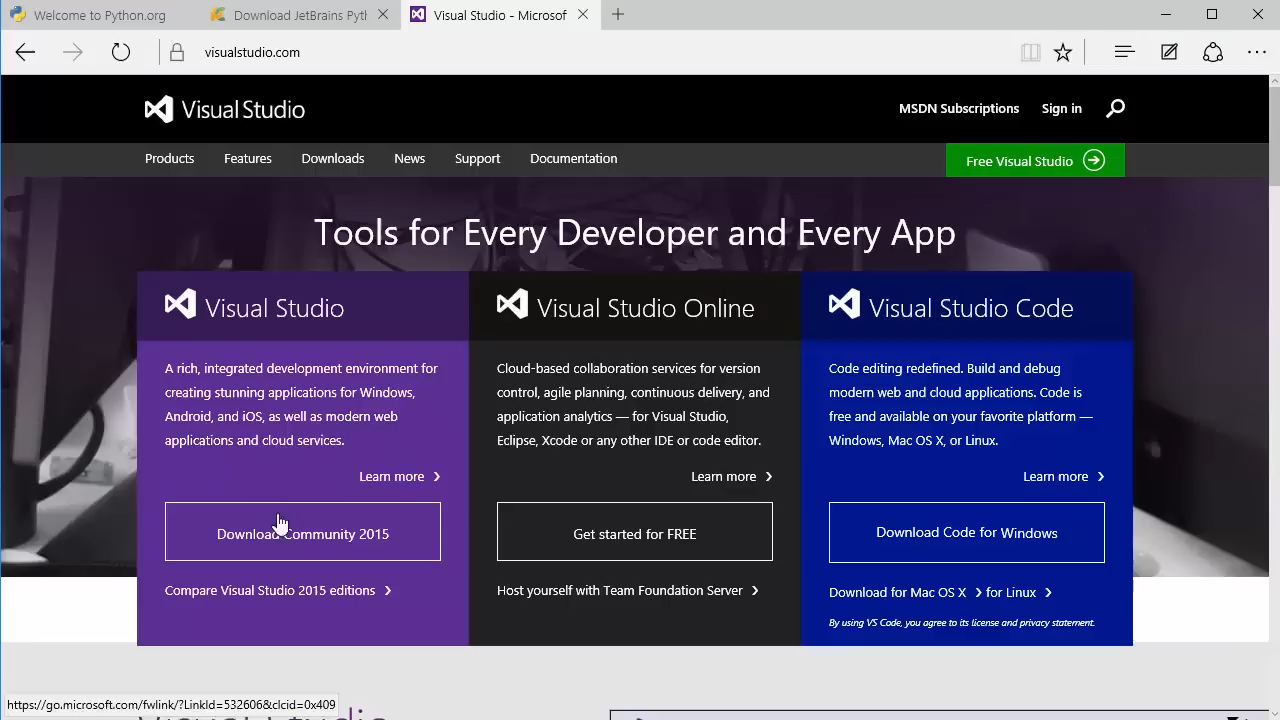 Welcome to Python.org
Download JetBrains Pyth
Visual Studio - Microsof
visualstudio.com
Visual Studio
MSDN Subscriptions
Sign in
Products
Features
Downloads
News
Support
Documentation
Free Visual Studio
Tools for Every Developer and Every App
Visual Studio
A rich, integrated development environment for
creating stunning applications for Windows,
Android, and iOS, as well as modern web
applications and cloud services.
Learn more
Download Community 2015
Compare Visual Studio 2015 editions
Visual Studio Online
Cloud-based collaboration services for version
control, agile planning, continuous delivery, and
application analytics — for Visual Studio,
Eclipse, Xcode or any other IDE or code editor.
Learn more
Get started for FREE
Host yourself with Team Foundation Server
Visual Studio Code
Code editing redefined. Build and debug
modern web and cloud applications. Code is
free and available on your favorite platform —
Windows, Mac OS X, or Linux.
Learn more
Download Code for Windows
Download for Mac OS X
for Linux
By using VS Code, you agree to its license and privacy statement.
https://go.microsoft.com/fwlink/?LinkId=532606&clcid=0x409
Visual Studio